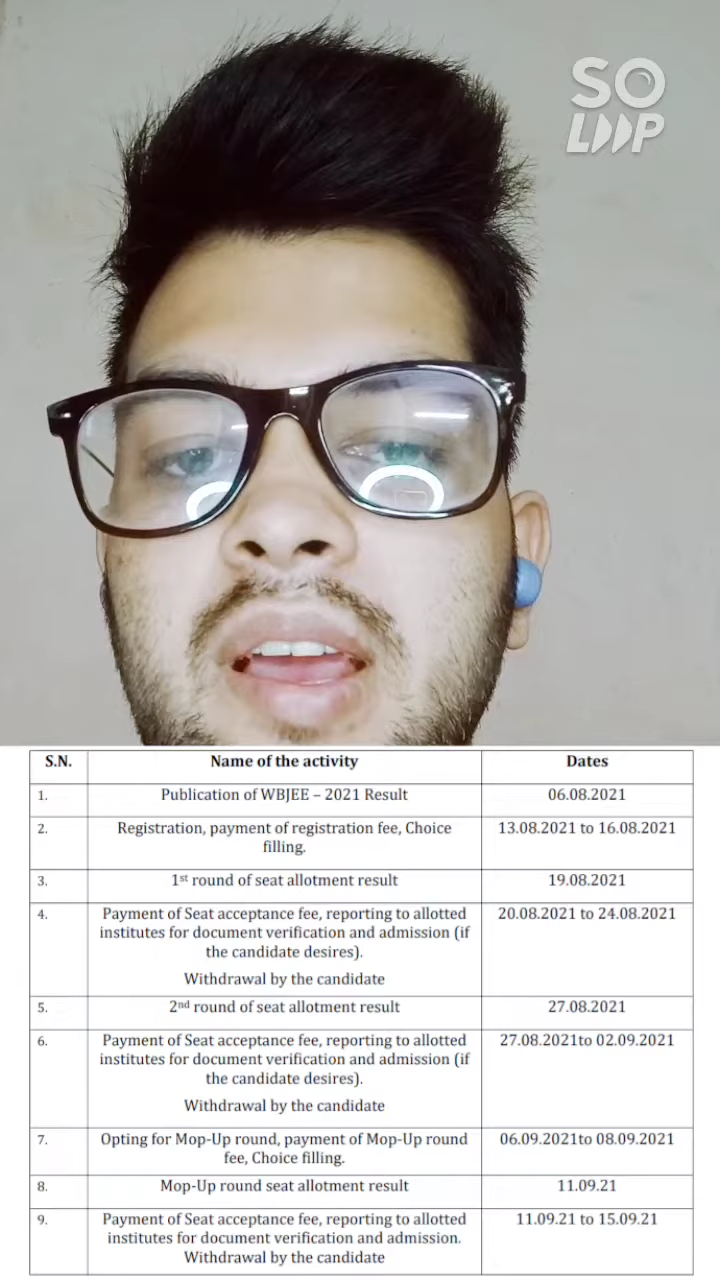 SO
LOOP
S.N. Name of the activity Dates
1. Publication of WBJEE – 2021 Result 06.08.2021
2. Registration, payment of registration fee, Choice 13.08.2021 to 16.08.2021
filling.
3. 1st round of seat allotment result 19.08.2021
4. Payment of Seat acceptance fee, reporting to allotted 20.08.2021 to 24.08.2021
institutes for document verification and admission (if
the candidate desires).
Withdrawal by the candidate
5. 2nd round of seat allotment result 27.08.2021
6. Payment of Seat acceptance fee, reporting to allotted 27.08.2021to 02.09.2021
institutes for document verification and admission (if
the candidate desires).
Withdrawal by the candidate
7. Opting for Mop-Up round, payment of Mop-Up round 06.09.2021to 08.09.2021
fee, Choice filling.
8. Mop-Up round seat allotment result 11.09.21
9. Payment of Seat acceptance fee, reporting to allotted 11.09.21 to 15.09.21
institutes for document verification and admission.
Withdrawal by the candidate